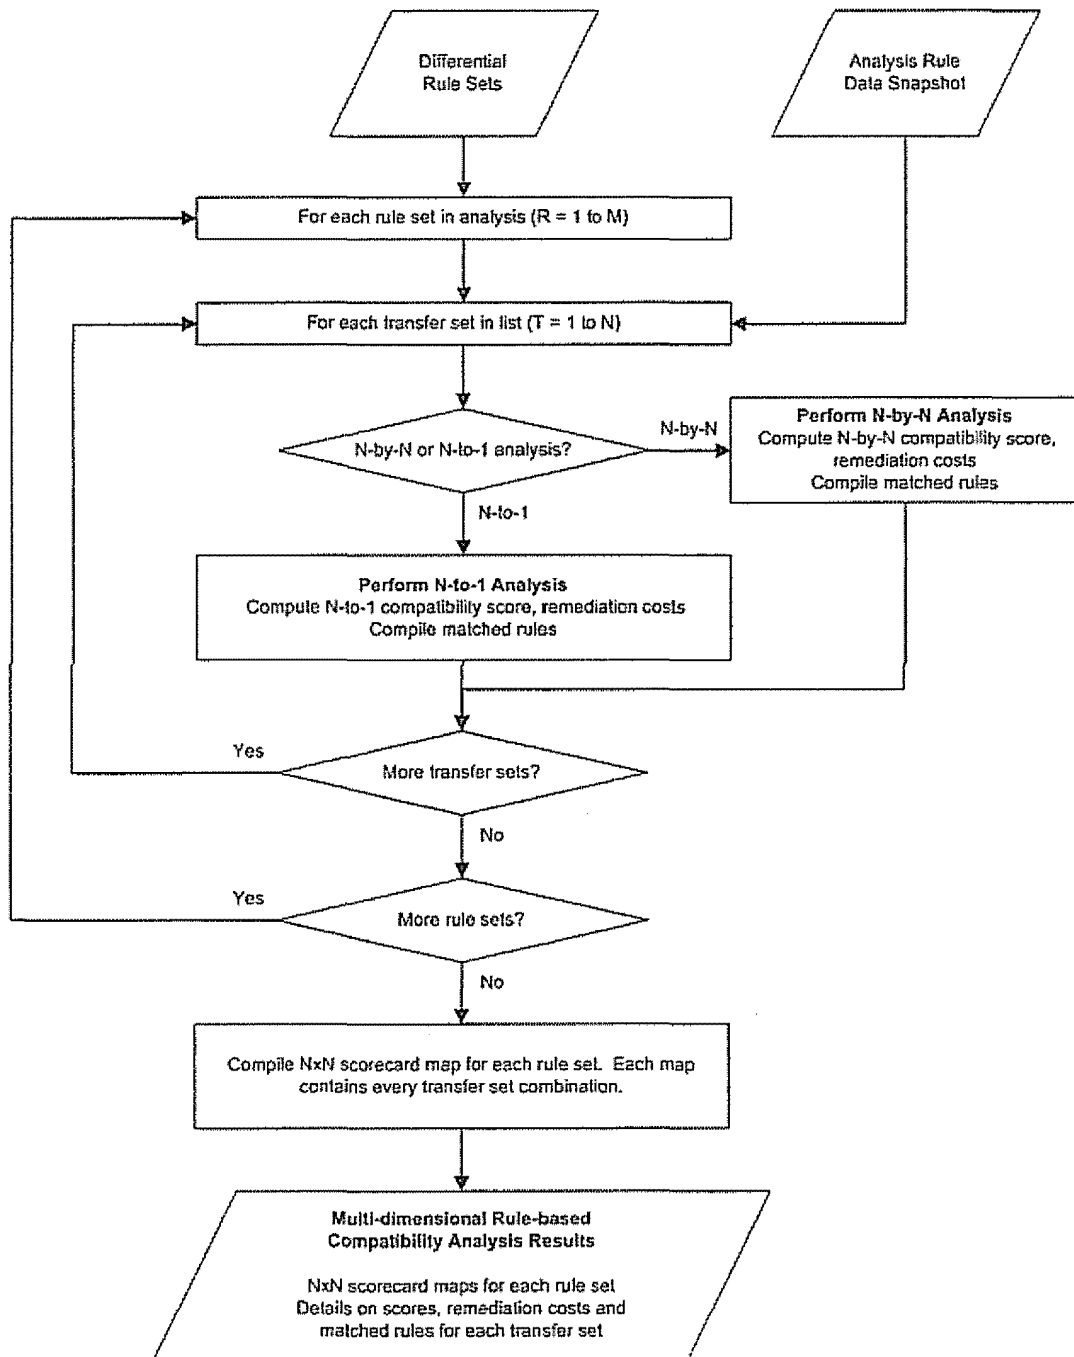 Differential
Rule Sets
Analysis Rule
Data Snapshot
For each rule set in analysis (R = 1 to M)
For each transfer set in list (T = 1 to N)
N-by-N or N-to-1 analysis?
N-by-N
Perform N-by-N Analysis
Compute N-by-N compatibility score,
remediation costs
Compile matched rules
N-to-1
Perform N-to-1 Analysis
Compute N-to-1 compatibility score, remediation costs
Compile matched rules
Yes
More transfer sets?
No
Yes
More rule sets?
No
Compile NxN scorecard map for each rule set. Each map
contains every transfer set combination.
Multi-dimensional Rule-based
Compatibility Analysis Results
NxN scorecard maps for each rule set
Details on scores, remediation costs and
matched rules for each transfer set